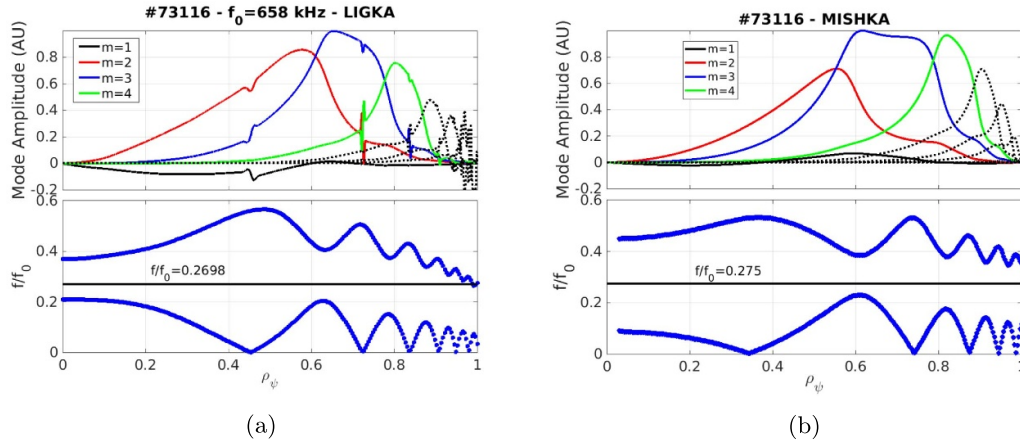 #73116 - f₀=658 kHz - LIGKA
Mode Amplitude (AU)
0.8
0.6
0.4
0.2
0
-0.2
m=1
m=2
m=3
m=4
f/f₀
0.6
0.4
0.2
0
f/f₀=0.2698
0 0.2 0.4 0.6 0.8 1
ρ_ψ
(a)
#73116 - MISHKA
Mode Amplitude (AU)
0.8
0.6
0.4
0.2
0
-0.2
m=1
m=2
m=3
m=4
f/f₀
0.6
0.4
0.2
0
f/f₀=0.275
0 0.2 0.4 0.6 0.8 1
ρ_ψ
(b)